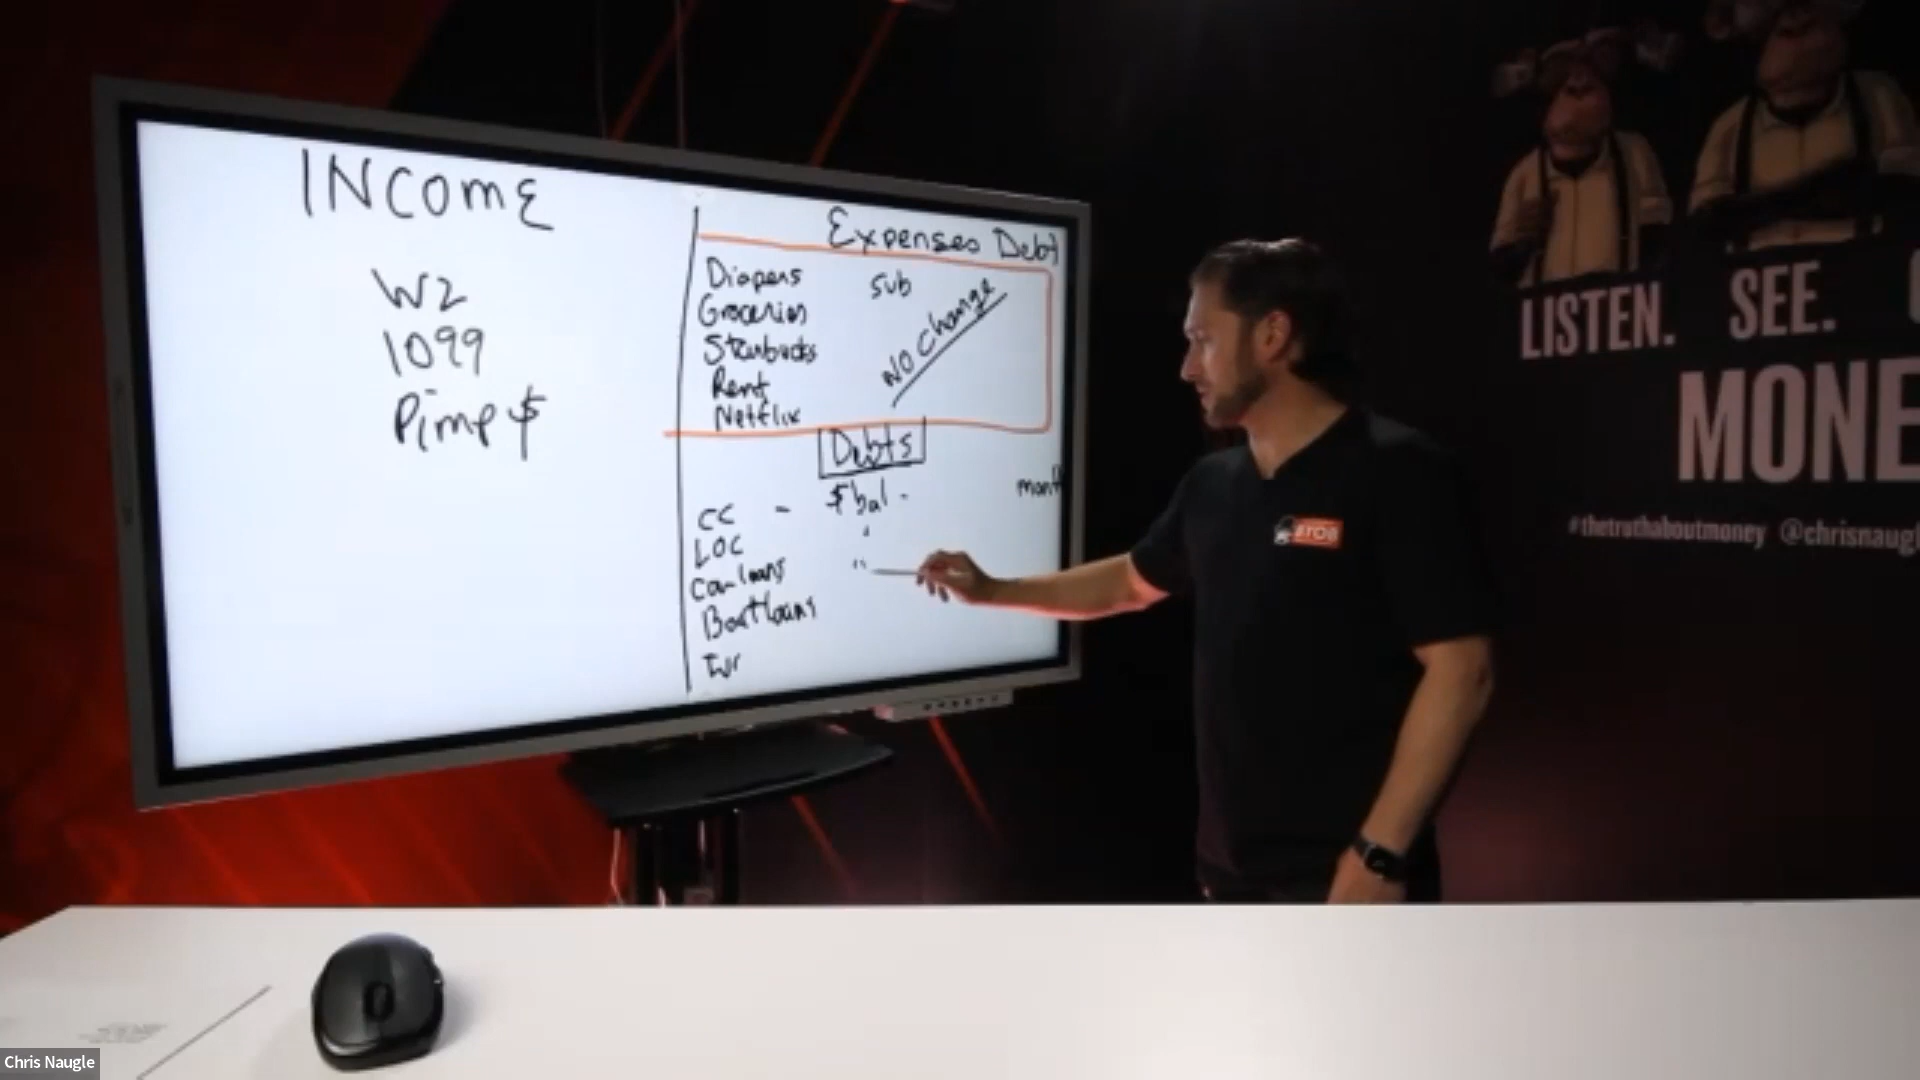 INCOME
W2
1099
Pimp $
Expenses Debt
Diapers
Sub
Groceries
Starbucks
NO Change
Rent
Netflix
Debts
CC - $ bal -
LOC
"
Car loans
"
Boat loans
LISTEN. SEE.
MONE
#thetruthaboutmoney @chrisnaugl
Chris Naugle